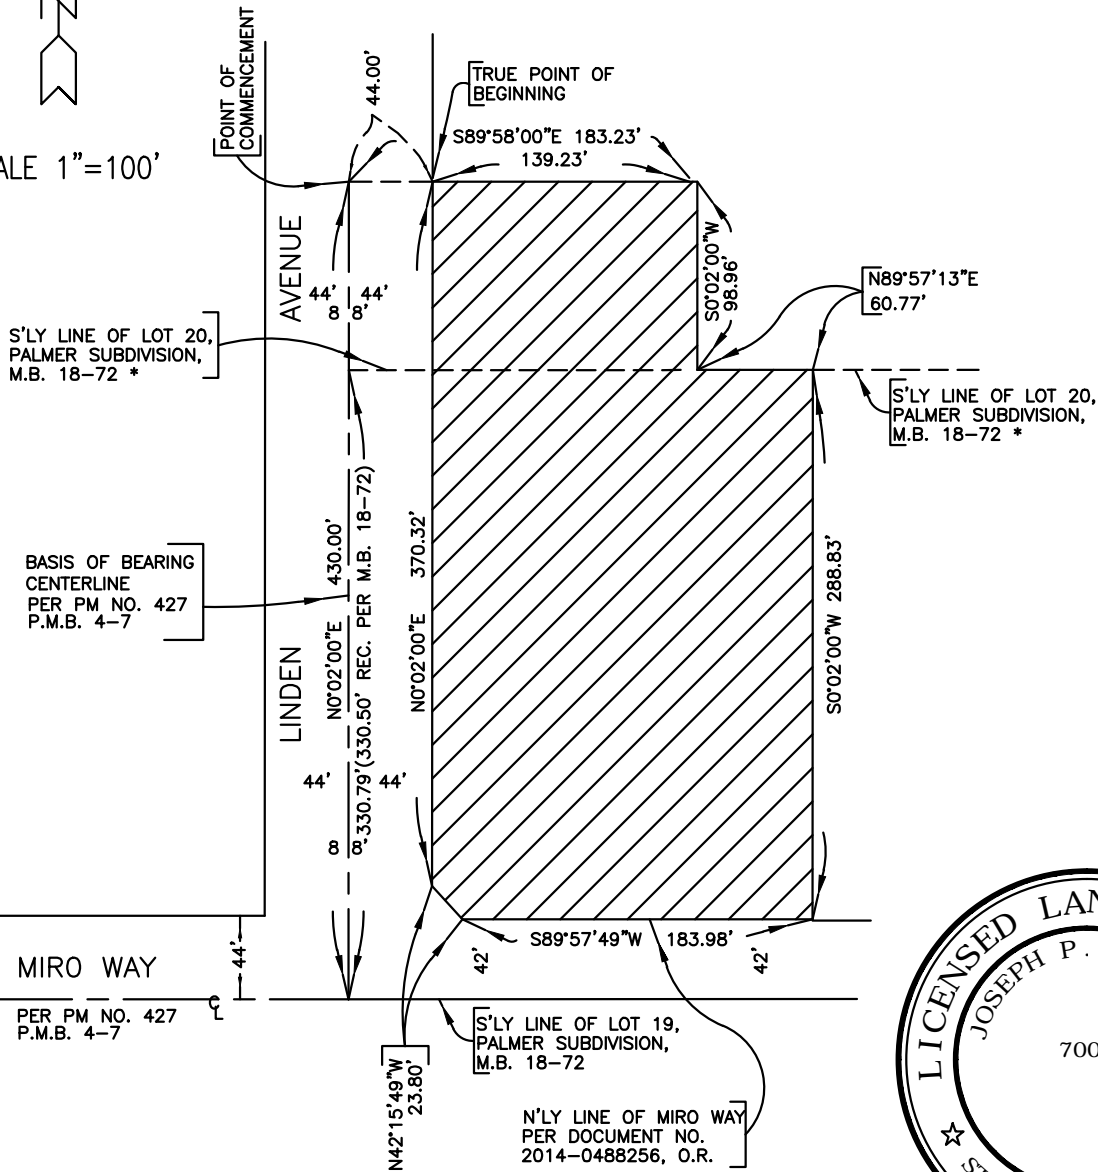 N
ALE 1"=100'
POINT OF
COMMENCEMENT
44.00'
TRUE POINT OF
BEGINNING
S89°58'00"E 183.23'
139.23'
S0°02'00"W
98.96'
N89°57'13"E
60.77'
AVENUE
44' 44'
8 8'
S'LY LINE OF LOT 20,
PALMER SUBDIVISION,
M.B. 18-72 *
S'LY LINE OF LOT 20,
PALMER SUBDIVISION,
M.B. 18-72 *
BASIS OF BEARING
CENTERLINE
PER PM NO. 427
P.M.B. 4-7
LINDEN
N0°02'00"E 430.00'
330.79'(330.50' REC. PER M.B. 18-72)
N0°02'00"E 370.32'
S0°02'00"W 288.83'
44' 44'
8 8'
S89°57'49"W 183.98'
42' 42'
44'
MIRO WAY
℄
PER PM NO. 427
P.M.B. 4-7
N42°15'49"W
23.80'
S'LY LINE OF LOT 19,
PALMER SUBDIVISION,
M.B. 18-72
N'LY LINE OF MIRO WAY
PER DOCUMENT NO.
2014-0488256, O.R.
LICENSED LAN
JOSEPH P.
700
S